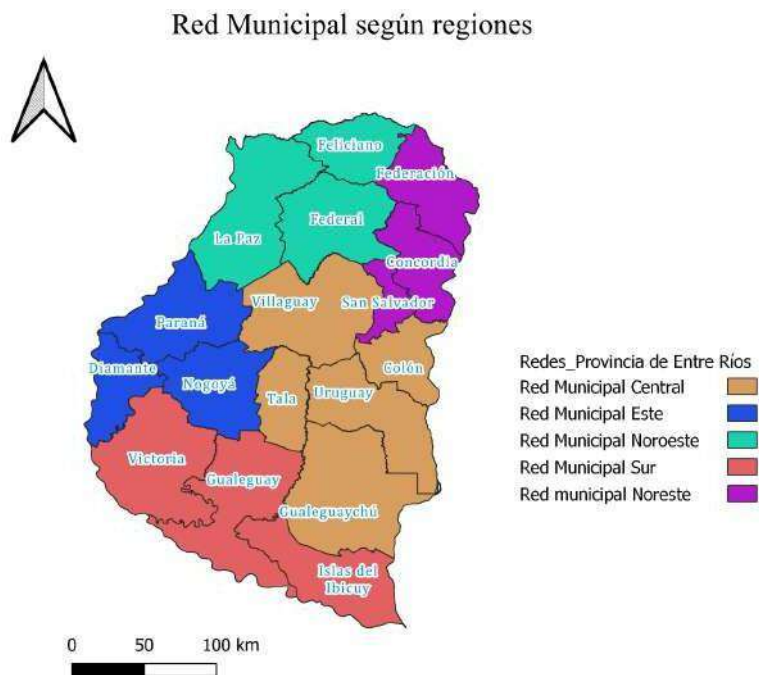 Red Municipal según regiones
Feliciano
Federación
Federal
La Paz
Concordia
Villaguay
San Salvador
Paraná
Diamante
Nogoyá
Tala
Uruguay
Colón
Victoria
Gualeguay
Gualeguaychú
Islas del
Ibicuy
Redes_Provincia de Entre Ríos
Red Municipal Central
Red Municipal Este
Red Municipal Noroeste
Red Municipal Sur
Red municipal Noreste
0 50 100 km